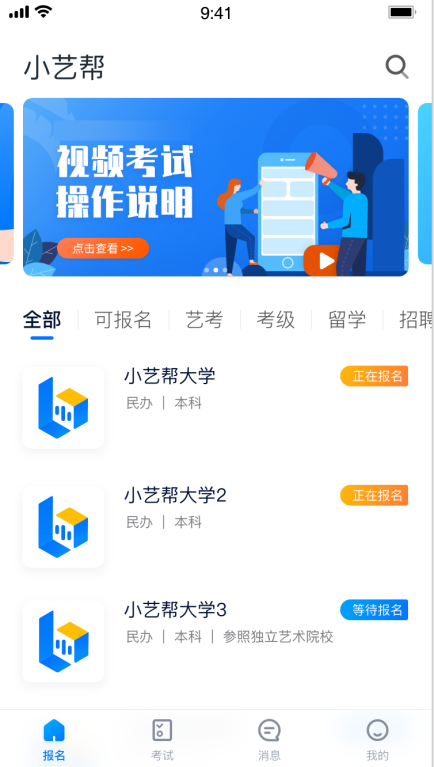 9:41
小艺帮
视频考试
操作说明
点击查看 >>
全部 可报名 艺考 考级 留学 招聘
小艺帮大学 正在报名
民办 | 本科
小艺帮大学2 正在报名
民办 | 本科
小艺帮大学3 等待报名
民办 | 本科 | 参照独立艺术院校
报名 考试 消息 我的